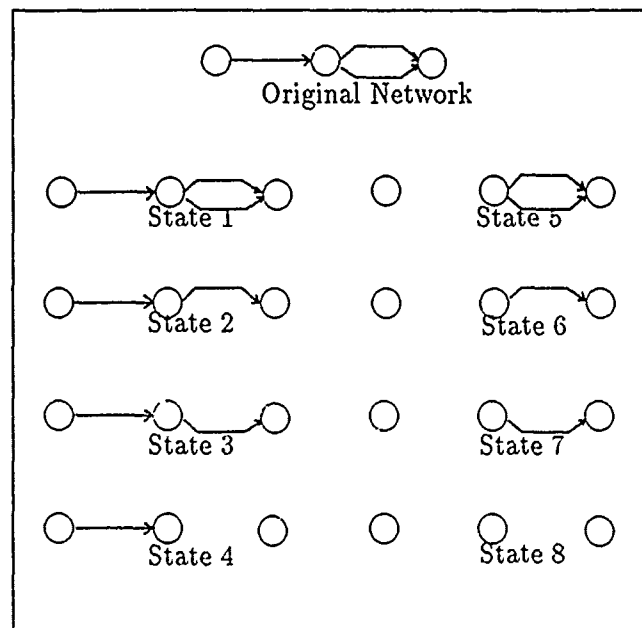 Original Network
State 1
State 5
State 2
State 6
State 3
State 7
State 4
State 8